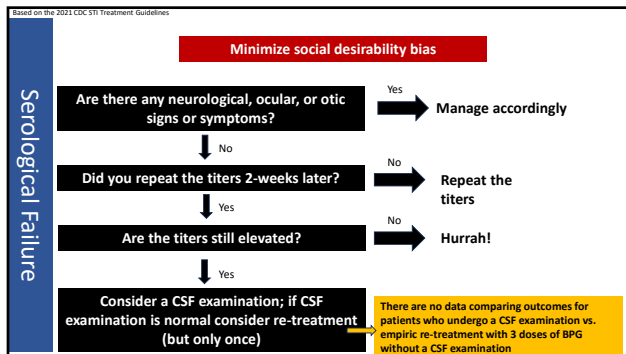 Based on the 2021 CDC STI Treatment Guidelines
Minimize social desirability bias
Serological Failure
Are there any neurological, ocular, or otic
signs or symptoms?
Yes
Manage accordingly
No
Did you repeat the titers 2-weeks later?
No
Repeat the
titers
Yes
Are the titers still elevated?
No
Hurrah!
Yes
Consider a CSF examination; if CSF
examination is normal consider re-treatment
(but only once)
There are no data comparing outcomes for
patients who undergo a CSF examination vs.
empiric re-treatment with 3 doses of BPG
without a CSF examination